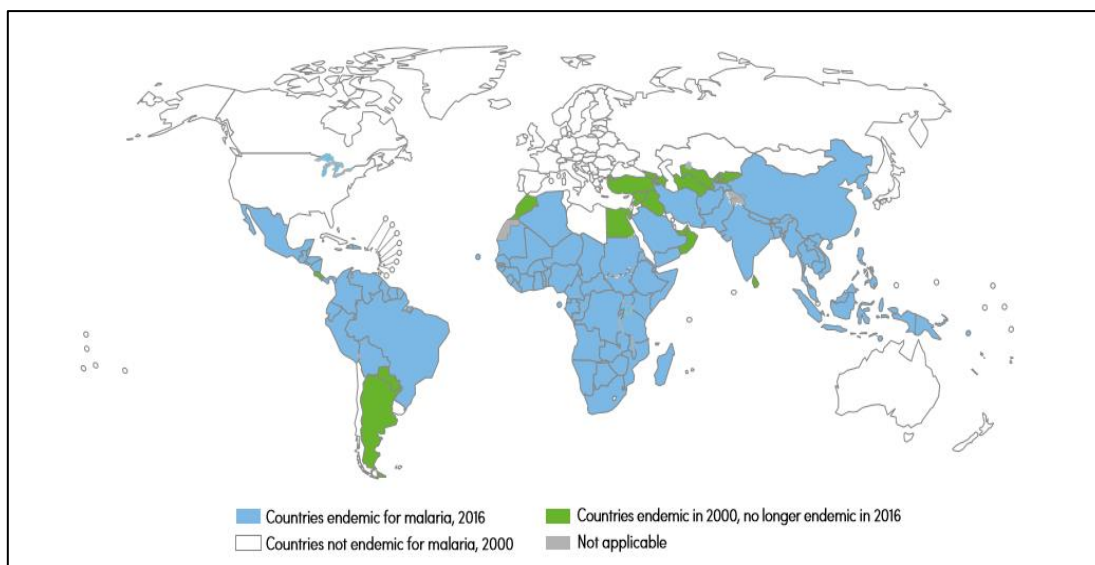 Countries endemic for malaria, 2016
Countries endemic in 2000, no longer endemic in 2016
Countries not endemic for malaria, 2000
Not applicable